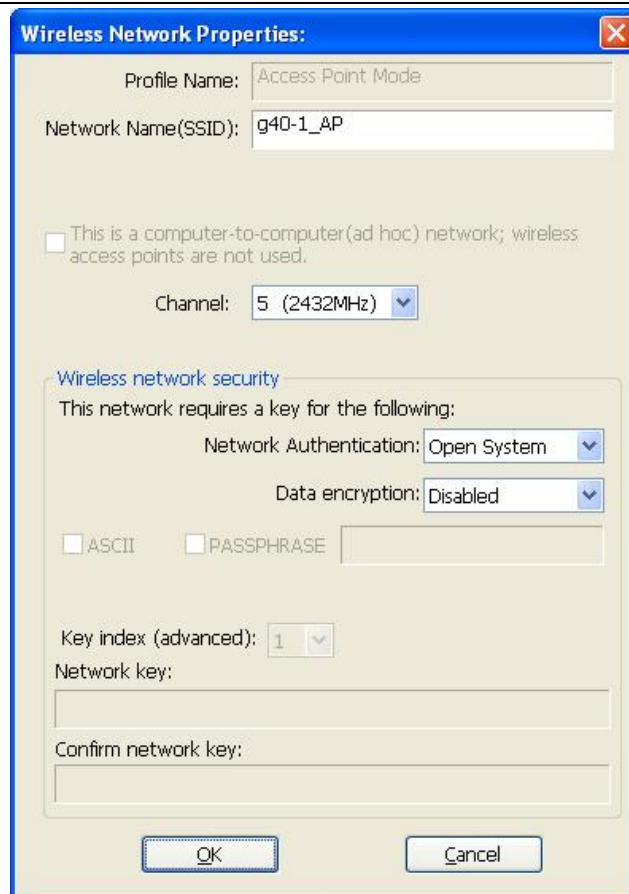 Wireless Network Properties:
Profile Name: Access Point Mode
Network Name(SSID): g40-1_AP
This is a computer-to-computer(ad hoc) network; wireless
access points are not used.
Channel: 5 (2432MHz)
Wireless network security
This network requires a key for the following:
Network Authentication: Open System
Data encryption: Disabled
ASCII PASSPHRASE
Key index (advanced): 1
Network key:
Confirm network key:
OK Cancel